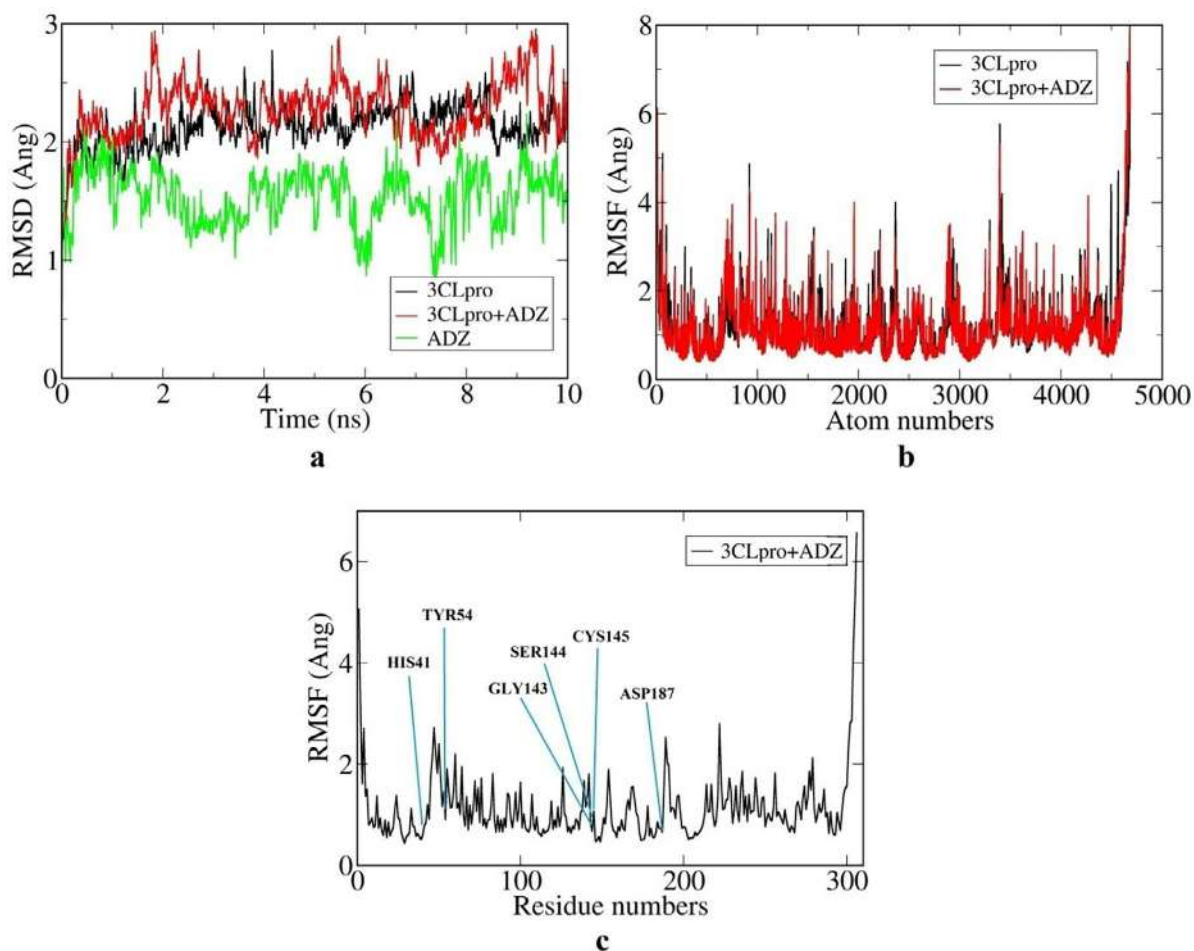 3
2
1
0
RMSD (Ang)
3CLpro
3CLpro+ADZ
ADZ
0 2 4 6 8 10
Time (ns)
a
8
6
4
2
0
RMSF (Ang)
3CLpro
3CLpro+ADZ
0 1000 2000 3000 4000 5000
Atom numbers
b
6
4
2
0
RMSF (Ang)
3CLpro+ADZ
TYR54
HIS41
CYS145
SER144
GLY143
ASP187
0 100 200 300
Residue numbers
c